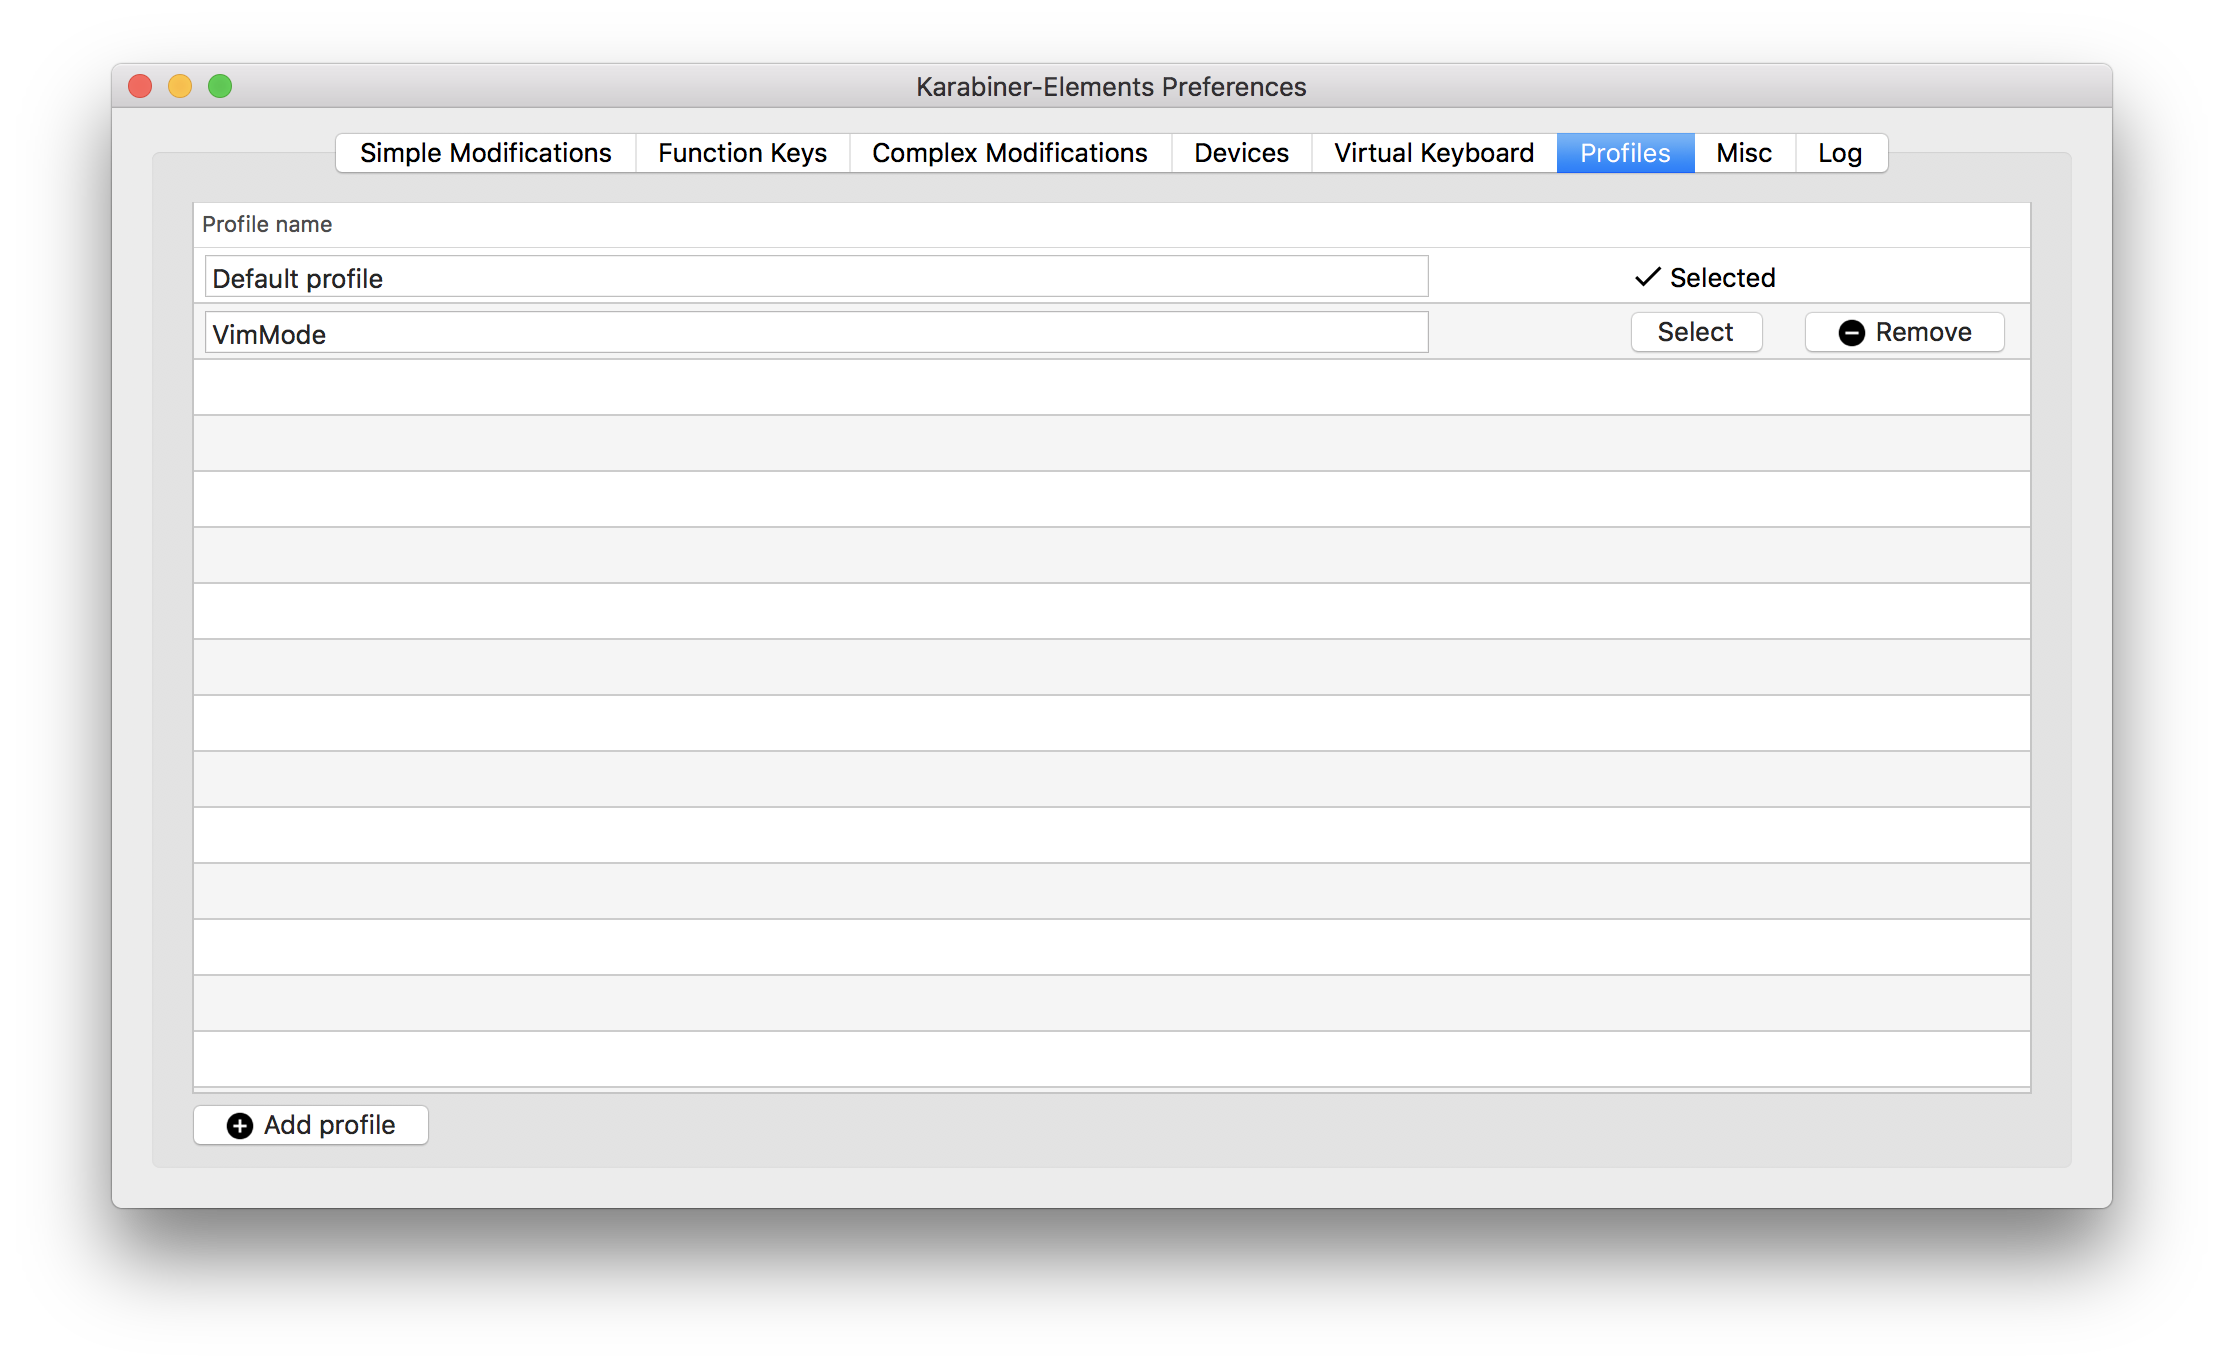 Karabiner-Elements Preferences
Simple Modifications Function Keys Complex Modifications Devices Virtual Keyboard Profiles Misc Log
Profile name
Default profile Selected
VimMode Select Remove
Add profile